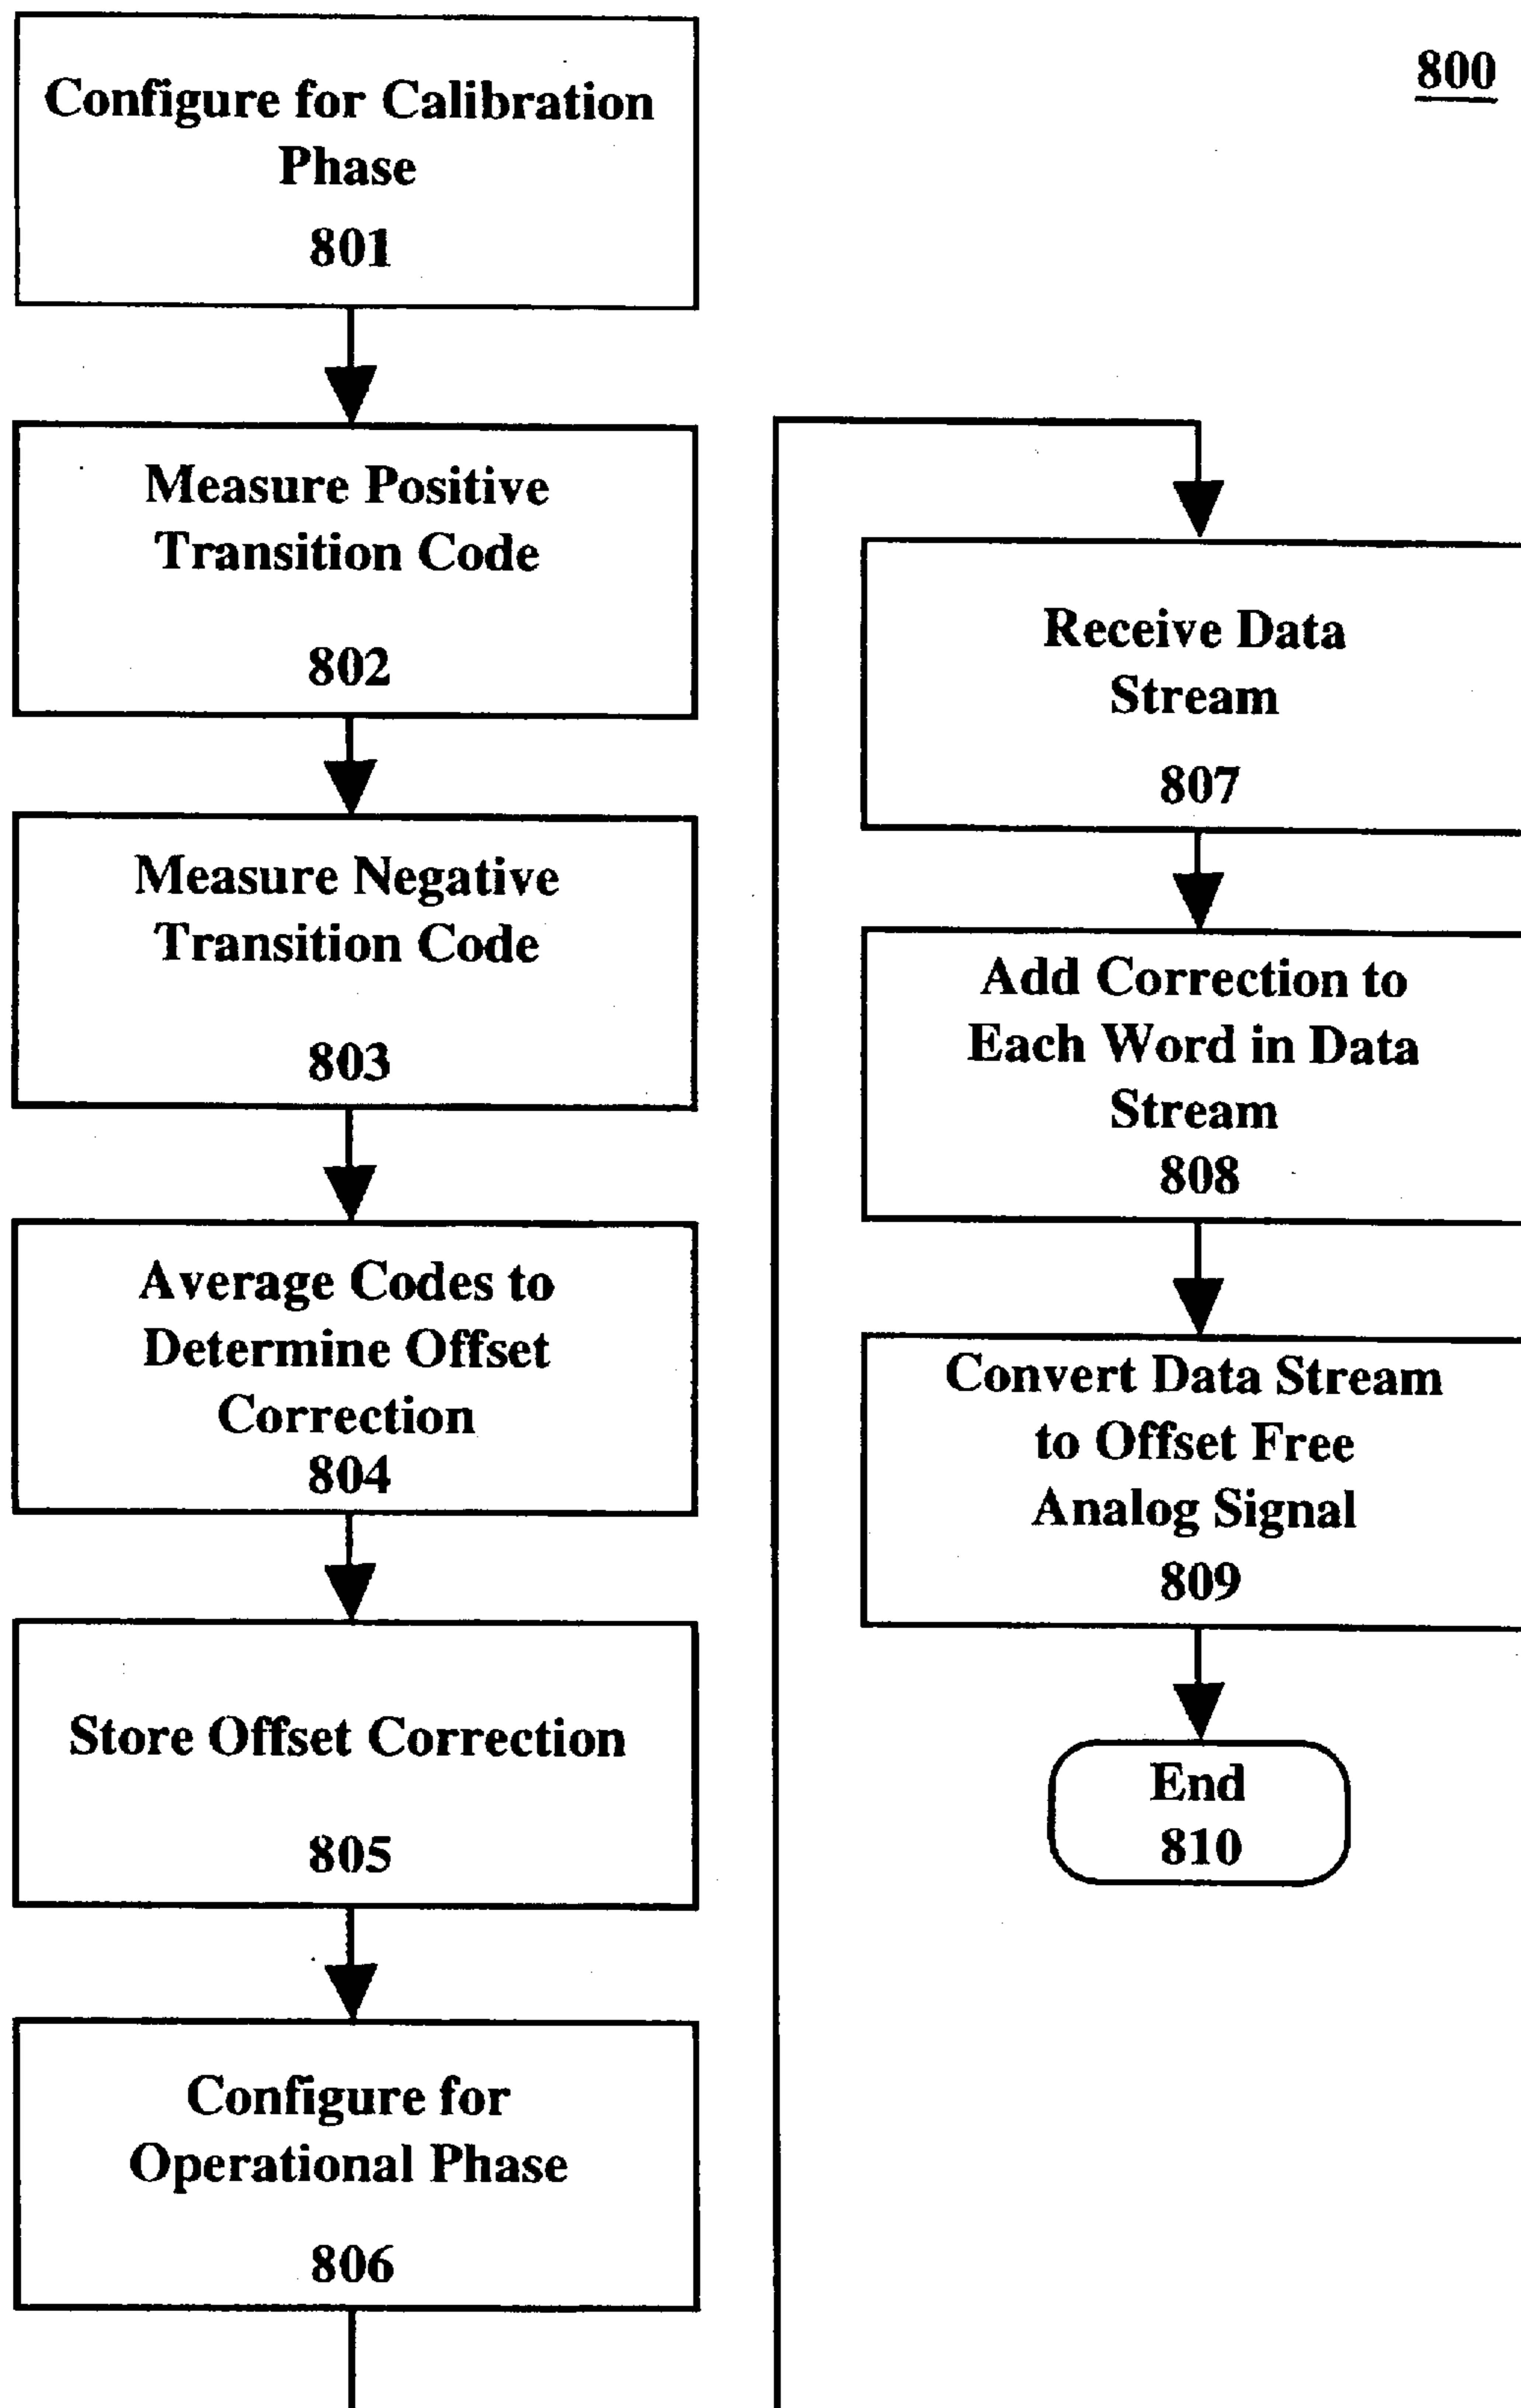 800
Configure for Calibration
Phase
801
Measure Positive
Transition Code
802
Measure Negative
Transition Code
803
Average Codes to
Determine Offset
Correction
804
Store Offset Correction
805
Configure for
Operational Phase
806
Receive Data
Stream
807
Add Correction to
Each Word in Data
Stream
808
Convert Data Stream
to Offset Free
Analog Signal
809
End
810